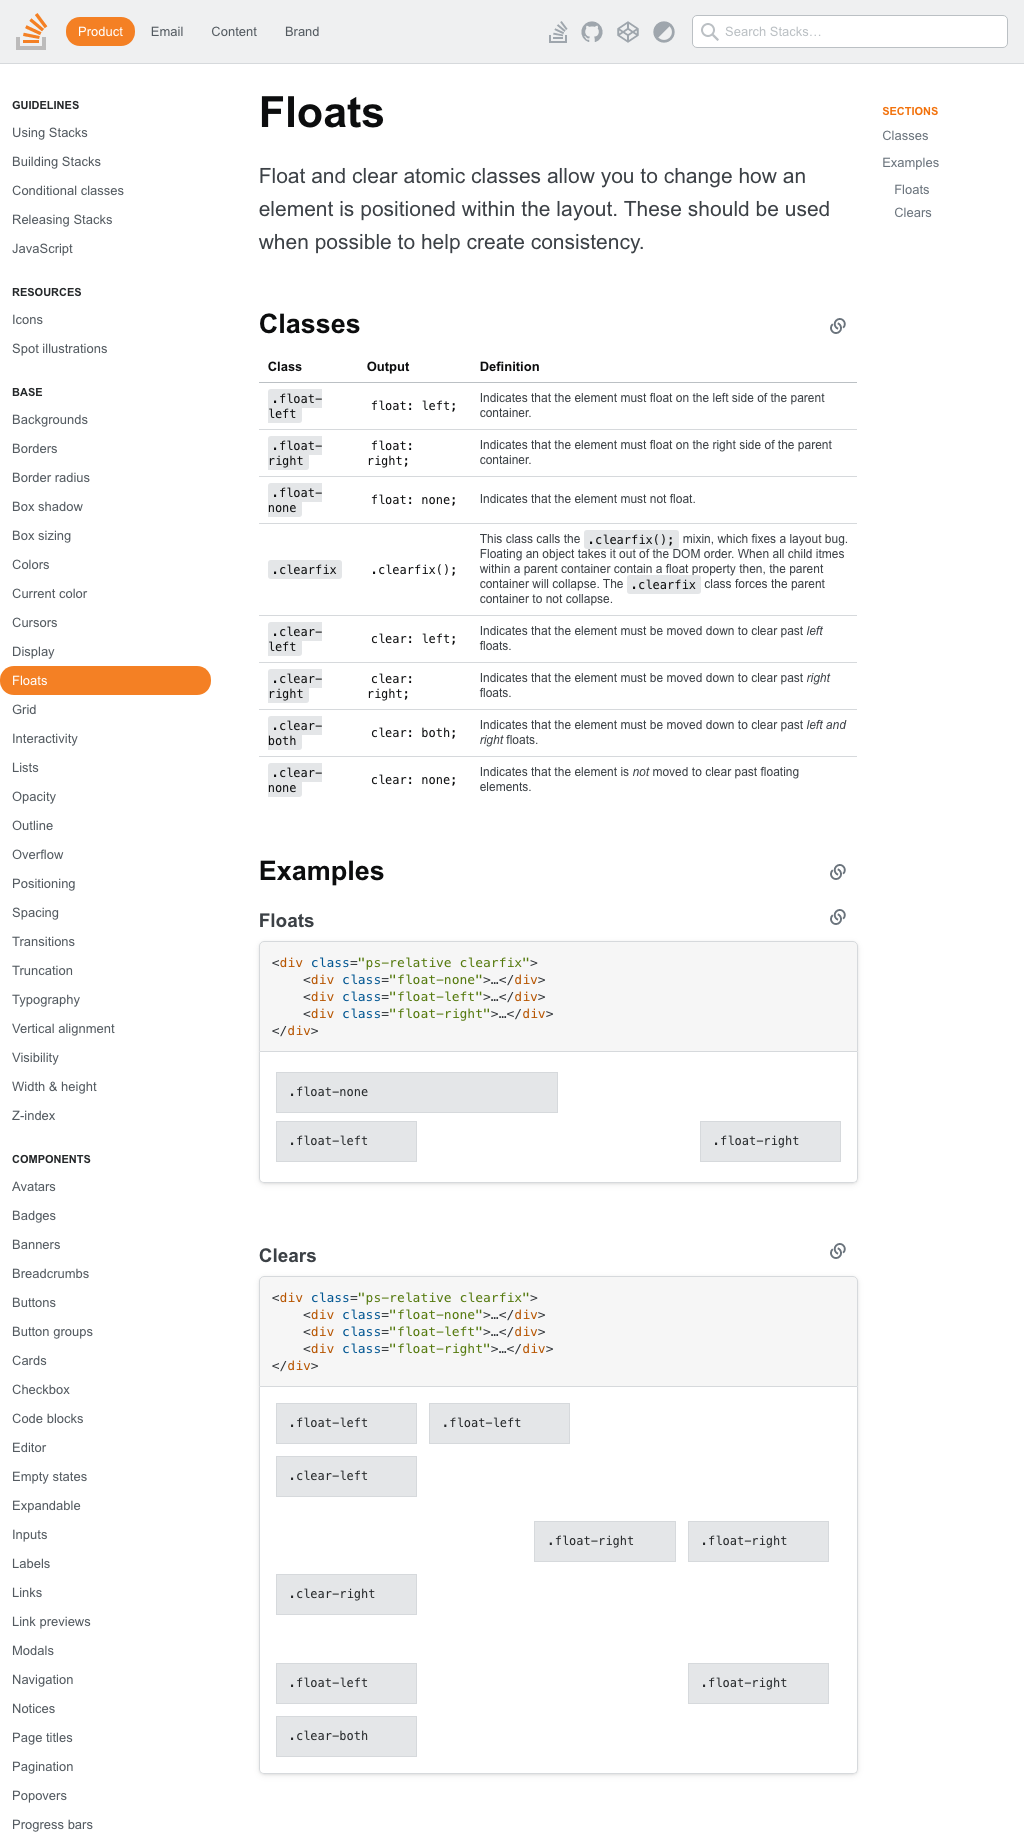 Product
Email
Content
Brand
Search Stacks…
GUIDELINES
Using Stacks
Building Stacks
Conditional classes
Releasing Stacks
JavaScript
RESOURCES
Icons
Spot illustrations
BASE
Backgrounds
Borders
Border radius
Box shadow
Box sizing
Colors
Current color
Cursors
Display
Floats
Grid
Interactivity
Lists
Opacity
Outline
Overflow
Positioning
Spacing
Transitions
Truncation
Typography
Vertical alignment
Visibility
Width & height
Z-index
COMPONENTS
Avatars
Badges
Banners
Breadcrumbs
Buttons
Button groups
Cards
Checkbox
Code blocks
Editor
Empty states
Expandable
Inputs
Labels
Links
Link previews
Modals
Navigation
Notices
Page titles
Pagination
Popovers
Progress bars
Floats
Float and clear atomic classes allow you to change how an
element is positioned within the layout. These should be used
when possible to help create consistency.
Classes
Class Output Definition
.float-
left
float: left;
Indicates that the element must float on the left side of the parent
container.
.float-
right
float:
right;
Indicates that the element must float on the right side of the parent
container.
.float-
none
float: none;
Indicates that the element must not float.
.clearfix
.clearfix();
This class calls the .clearfix(); mixin, which fixes a layout bug.
Floating an object takes it out of the DOM order. When all child itmes
within a parent container contain a float property then, the parent
container will collapse. The .clearfix class forces the parent
container to not collapse.
.clear-
left
clear: left;
Indicates that the element must be moved down to clear past left
floats.
.clear-
right
clear:
right;
Indicates that the element must be moved down to clear past right
floats.
.clear-
both
clear: both;
Indicates that the element must be moved down to clear past left and
right floats.
.clear-
none
clear: none;
Indicates that the element is not moved to clear past floating
elements.
Examples
Floats
<div class="ps-relative clearfix">
    <div class="float-none">…</div>
    <div class="float-left">…</div>
    <div class="float-right">…</div>
</div>
.float-none
.float-left
.float-right
Clears
<div class="ps-relative clearfix">
    <div class="float-none">…</div>
    <div class="float-left">…</div>
    <div class="float-right">…</div>
</div>
.float-left
.float-left
.clear-left
.float-right
.float-right
.clear-right
.float-left
.float-right
.clear-both
SECTIONS
Classes
Examples
Floats
Clears